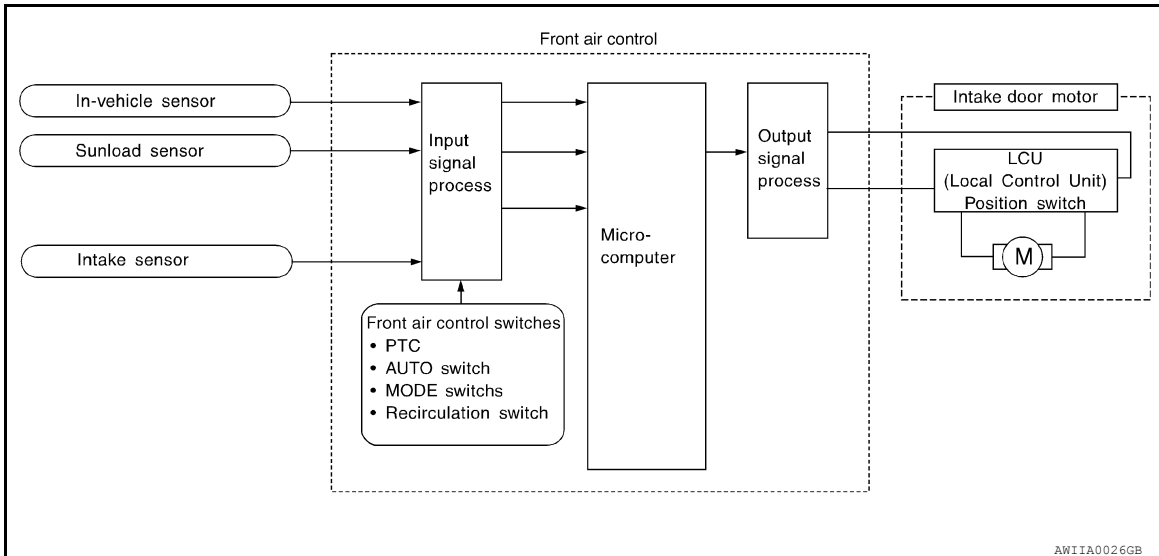 Front air control
In-vehicle sensor
Sunload sensor
Intake sensor
Input
signal
process
Front air control switches
• PTC
• AUTO switch
• MODE switchs
• Recirculation switch
Micro-
computer
Output
signal
process
Intake door motor
LCU
(Local Control Unit)
Position switch
M
AWIIA0026GB